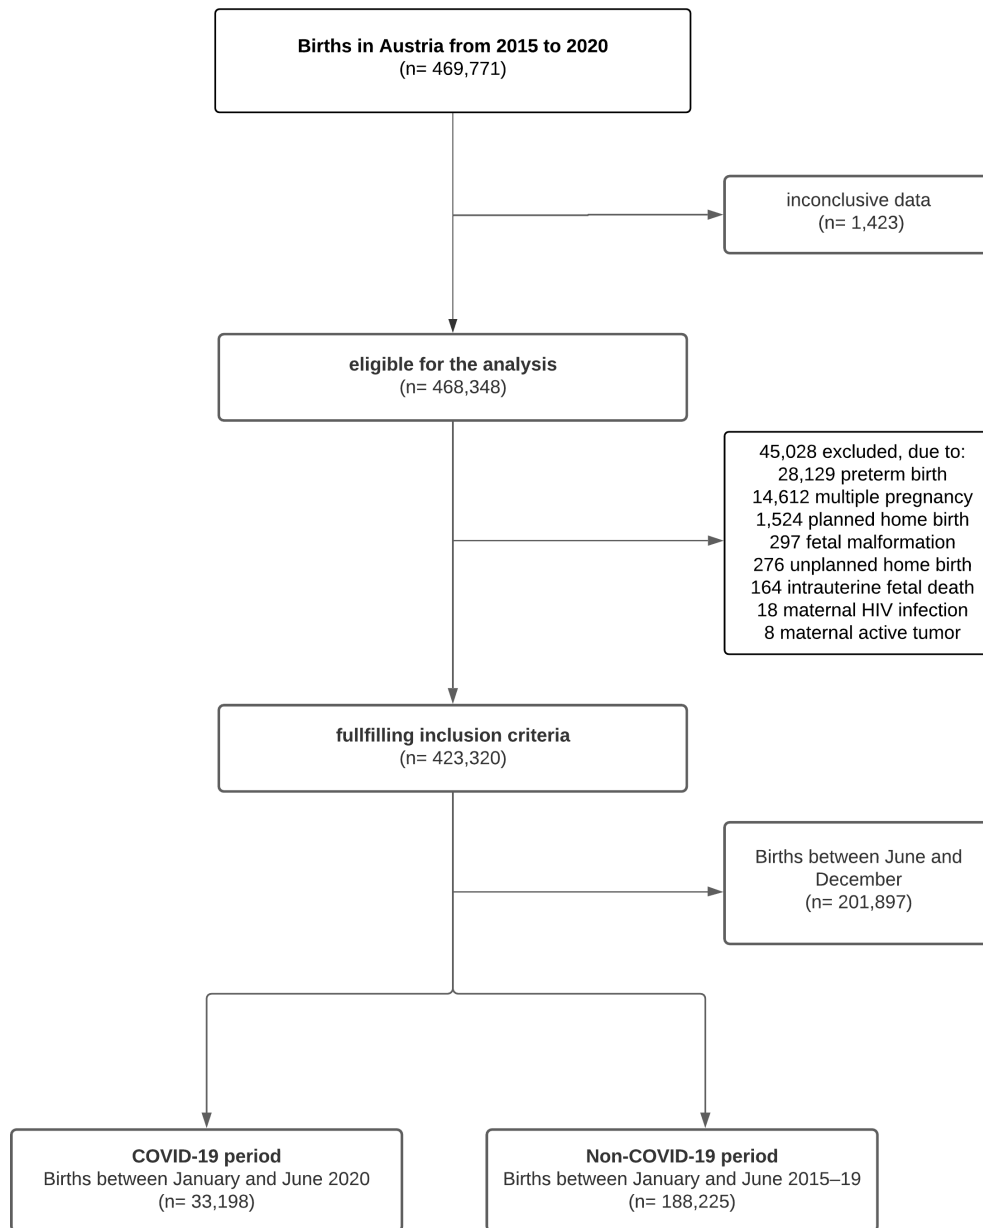 Births in Austria from 2015 to 2020
(n= 469,771)
inconclusive data
(n= 1,423)
eligible for the analysis
(n= 468,348)
45,028 excluded, due to:
28,129 preterm birth
14,612 multiple pregnancy
1,524 planned home birth
297 fetal malformation
276 unplanned home birth
164 intrauterine fetal death
18 maternal HIV infection
8 maternal active tumor
fullfilling inclusion criteria
(n= 423,320)
Births between June and
December
(n= 201,897)
COVID-19 period
Births between January and June 2020
(n= 33,198)
Non-COVID-19 period
Births between January and June 2015–19
(n= 188,225)